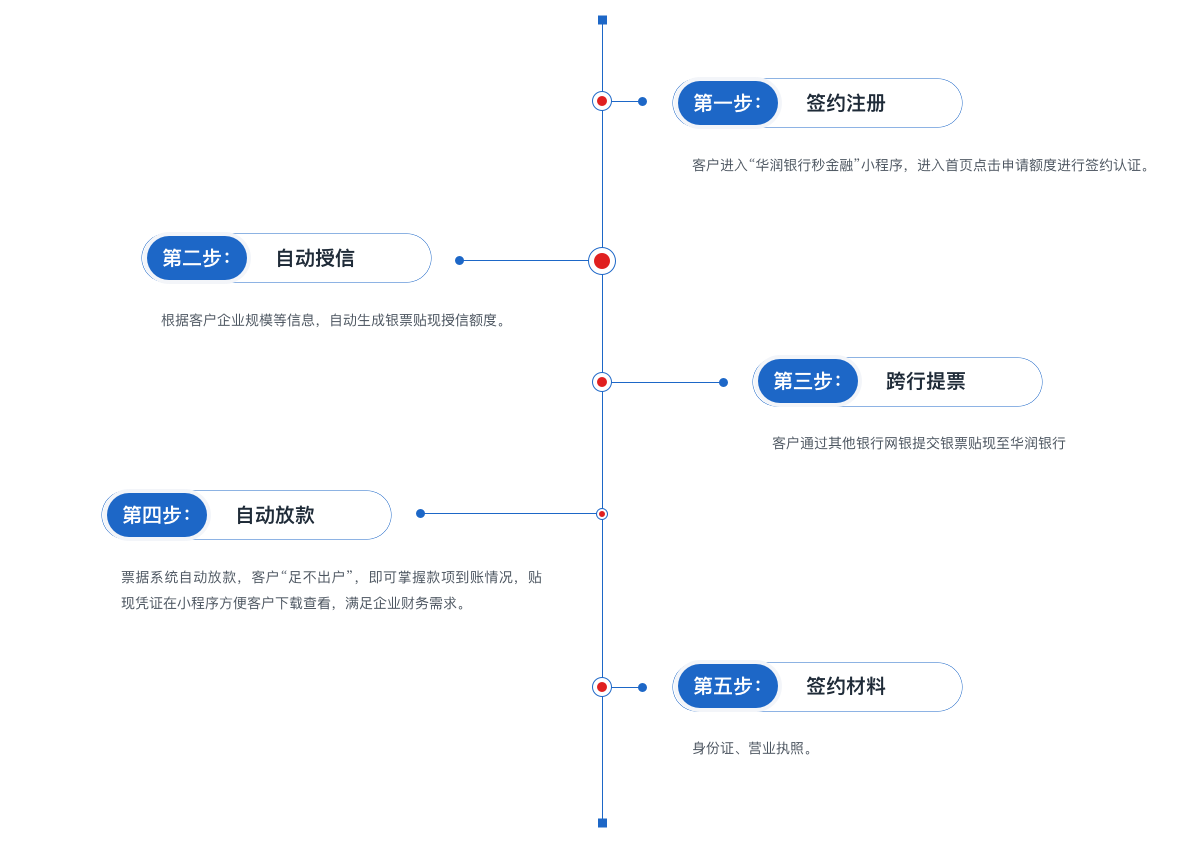 第一步：
签约注册
客户进入“华润银行秒金融”小程序，进入首页点击申请额度进行签约认证。
第二步：
自动授信
根据客户企业规模等信息，自动生成银票贴现授信额度。
第三步：
跨行提票
客户通过其他银行网银提交银票贴现至华润银行
第四步：
自动放款
票据系统自动放款，客户“足不出户”，即可掌握款项到账情况，贴
现凭证在小程序方便客户下载查看，满足企业财务需求。
第五步：
签约材料
身份证、营业执照。